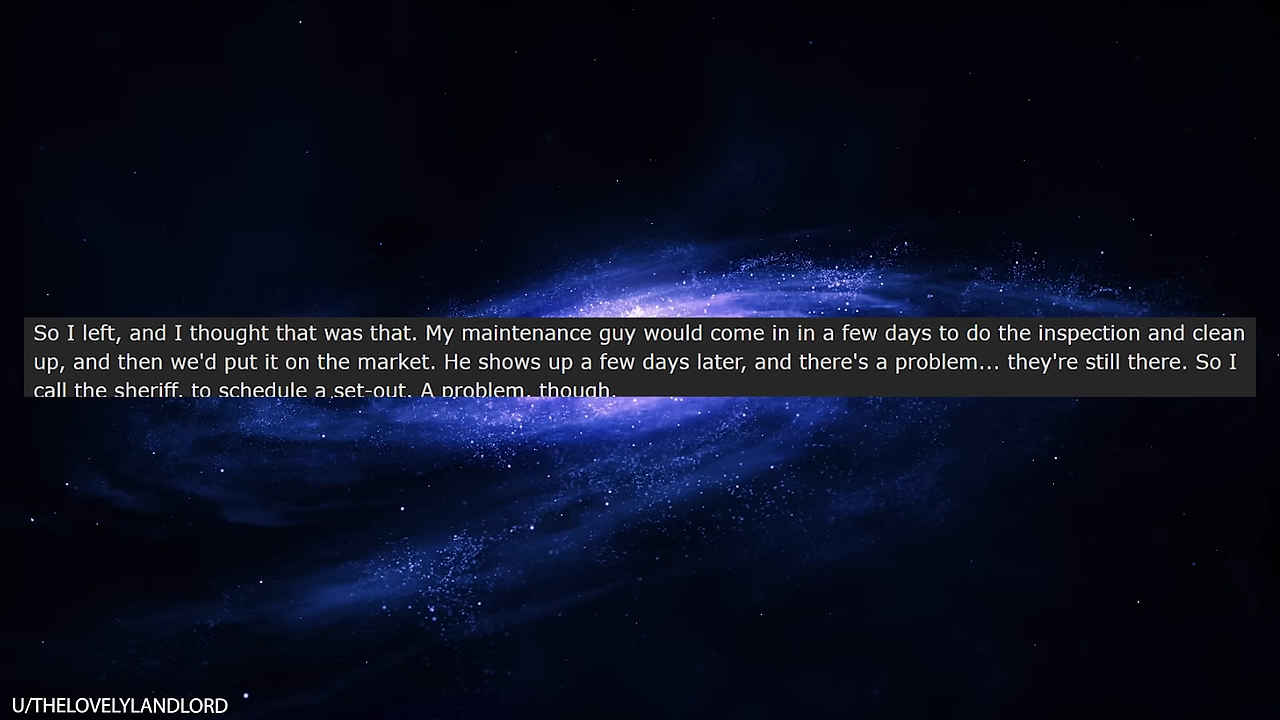 So I left, and I thought that was that. My maintenance guy would come in in a few days to do the inspection and clean
up, and then we'd put it on the market. He shows up a few days later, and there's a problem... they're still there. So I
call the sheriff, to schedule a set-out. A problem, though.
U/THELOVELYLANDLORD